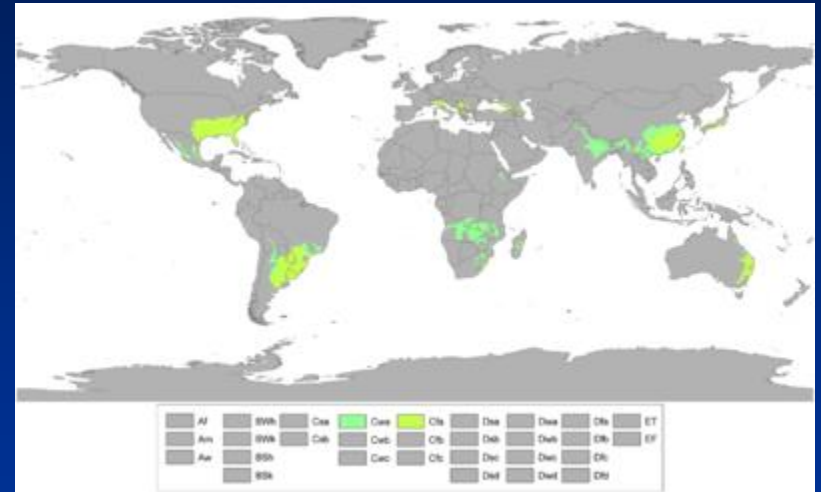 Af BWh Csa Cwa Cfa Dsa Dwa Dfa ET
Am BWk Csb Cwb Cfb Dsb Dwb Dfb EF
Aw BSh Cwc Cfc Dsc Dwc Dfc
BSk Dsd Dwd Dfd